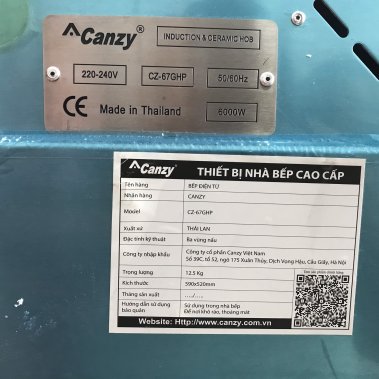 Canzy®
INDUCTION & CERAMIC HOB
220-240V
CZ-67GHP
50/60Hz
CE Made in Thailand
6000W
Canzy® THIẾT BỊ NHÀ BẾP CAO CẤP
Tên hàng BẾP ĐIỆN TỪ
Nhãn hàng CANZY
Model CZ-67GHP
Xuất xứ THÁI LAN
Đặc tính kỹ thuật Ba vùng nấu
Công ty nhập khẩu Công ty cổ phần Canzy Việt Nam
Số 39C, tổ 52, ngõ 175 Xuân Thủy, Dịch Vọng Hậu, Cầu Giấy, Hà Nội
Trọng lượng 12.5 Kg
Kích thước 590x520mm
Tháng sản xuất ..../....
Hướng dẫn sử dụng Sử dụng trong nhà bếp
bảo quản Để nơi khô ráo, thoáng mát
Website: Http://www.canzy.com.vn